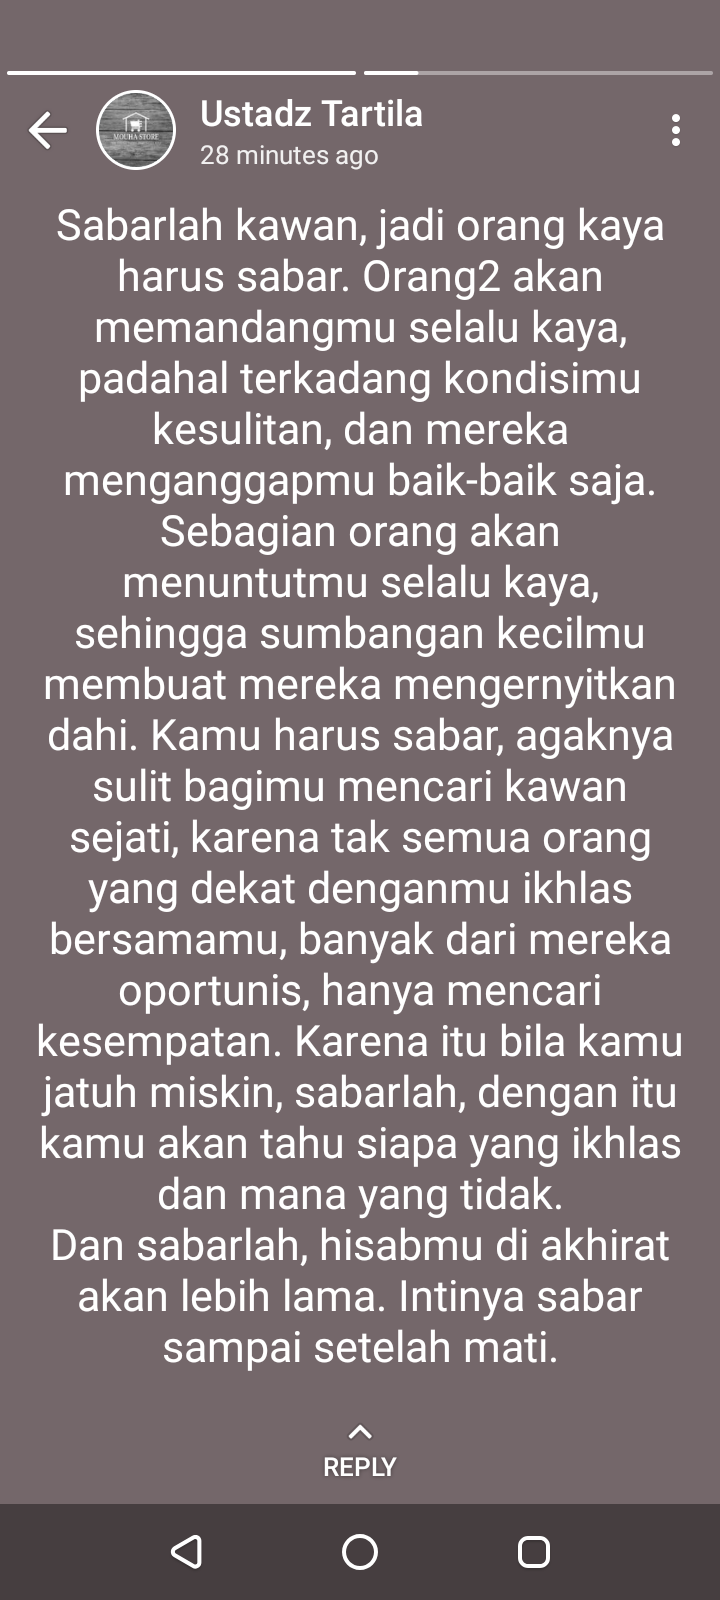 Ustadz Tartila
28 minutes ago
MOUHA STORE
Sabarlah kawan, jadi orang kaya
harus sabar. Orang2 akan
memandangmu selalu kaya,
padahal terkadang kondisimu
kesulitan, dan mereka
menganggapmu baik-baik saja.
Sebagian orang akan
menuntutmu selalu kaya,
sehingga sumbangan kecilmu
membuat mereka mengernyitkan
dahi. Kamu harus sabar, agaknya
sulit bagimu mencari kawan
sejati, karena tak semua orang
yang dekat denganmu ikhlas
bersamamu, banyak dari mereka
oportunis, hanya mencari
kesempatan. Karena itu bila kamu
jatuh miskin, sabarlah, dengan itu
kamu akan tahu siapa yang ikhlas
dan mana yang tidak.
Dan sabarlah, hisabmu di akhirat
akan lebih lama. Intinya sabar
sampai setelah mati.
REPLY